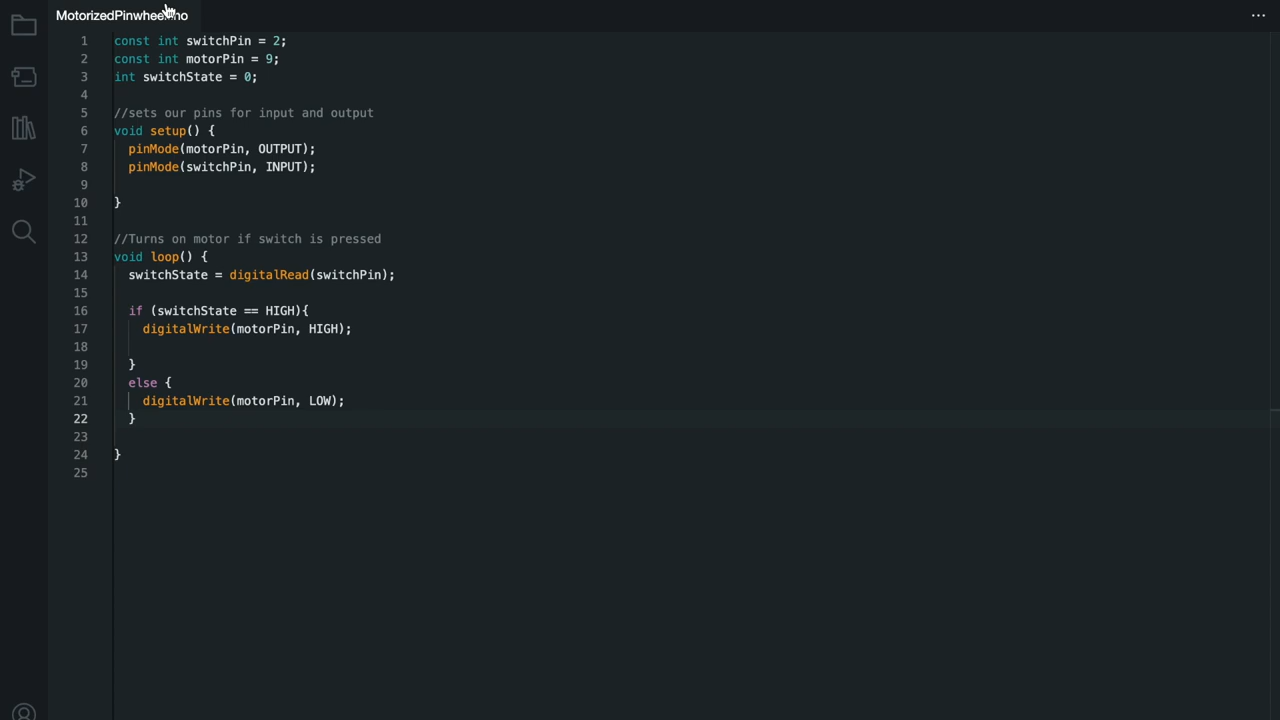 MotorizedPinwheel.ino
1 const int switchPin = 2;
2 const int motorPin = 9;
3 int switchState = 0;
4
5 //sets our pins for input and output
6 void setup() {
7 pinMode(motorPin, OUTPUT);
8 pinMode(switchPin, INPUT);
9
10 }
11
12 //Turns on motor if switch is pressed
13 void loop() {
14 switchState = digitalRead(switchPin);
15
16 if (switchState == HIGH){
17 digitalWrite(motorPin, HIGH);
18
19 }
20 else {
21 digitalWrite(motorPin, LOW);
22 }
23
24 }
25